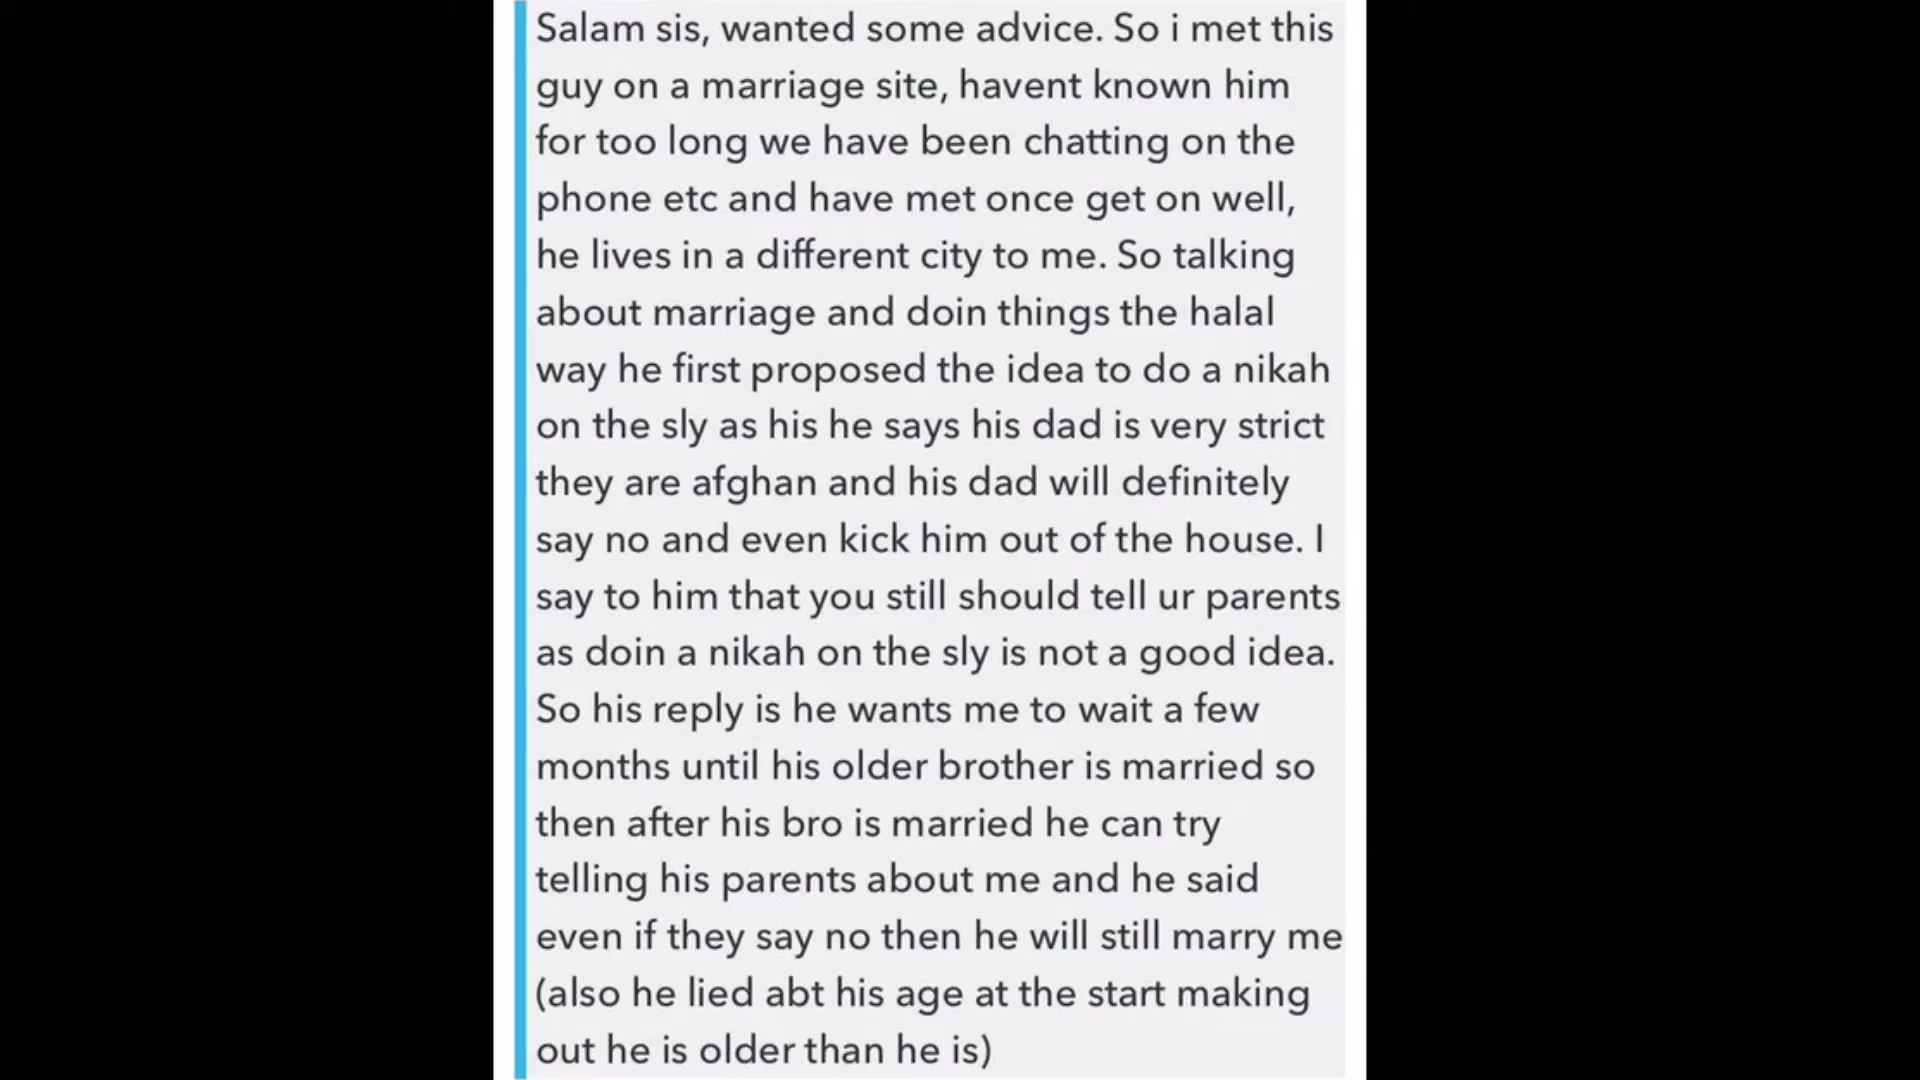 Salam sis, wanted some advice. So i met this
guy on a marriage site, havent known him
for too long we have been chatting on the
phone etc and have met once get on well,
he lives in a different city to me. So talking
about marriage and doin things the halal
way he first proposed the idea to do a nikah
on the sly as his he says his dad is very strict
they are afghan and his dad will definitely
say no and even kick him out of the house. I
say to him that you still should tell ur parents
as doin a nikah on the sly is not a good idea.
So his reply is he wants me to wait a few
months until his older brother is married so
then after his bro is married he can try
telling his parents about me and he said
even if they say no then he will still marry me
(also he lied abt his age at the start making
out he is older than he is)